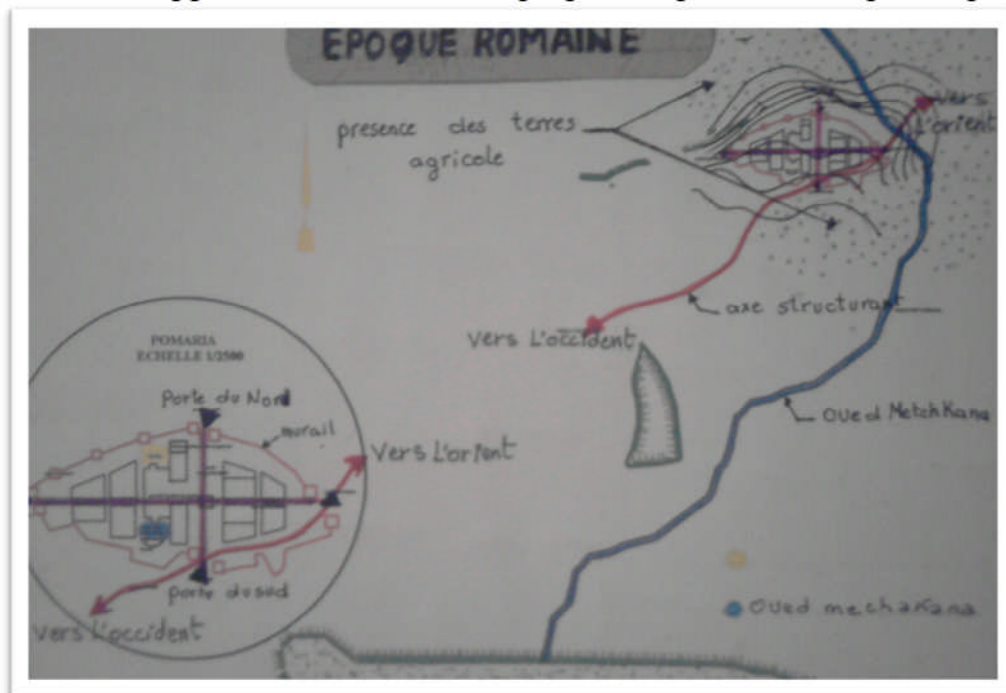 EPOQUE ROMAINE
presence des terres
agricole
vers
L'orient
axe structurant
vers L'occident
Oued Metchkana
POMARIA
ECHELLE 1/2500
Porte du Nord
murail
Vers L'orient
porte du sud
vers L'occident
Oued mechakana